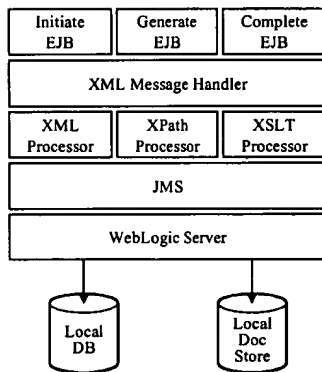 Initiate Generate Complete
EJB EJB EJB
XML Message Handler
XML XPath XSLT
Processor Processor Processor
JMS
WebLogic Server
Local
DB
Local
Doc
Store